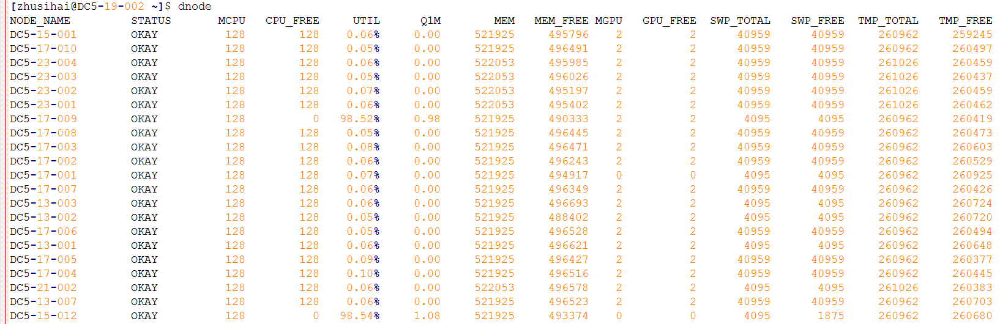 [zhusihai@DC5-19-002 ~]$ dnode
NODE_NAME STATUS MCPU CPU_FREE UTIL Q1M MEM MEM_FREE MGPU GPU_FREE SWP_TOTAL SWP_FREE TMP_TOTAL TMP_FREE
DC5-15-001 OKAY 128 128 0.06% 0.00 521925 495796 2 2 40959 40959 260962 259245
DC5-17-010 OKAY 128 128 0.05% 0.00 521925 496491 2 2 40959 40959 260962 260497
DC5-23-004 OKAY 128 128 0.06% 0.00 522053 495985 2 2 40959 40959 261026 260459
DC5-23-003 OKAY 128 128 0.05% 0.00 522053 496026 2 2 40959 40959 261026 260437
DC5-23-002 OKAY 128 128 0.07% 0.00 522053 495197 2 2 40959 40959 261026 260459
DC5-23-001 OKAY 128 128 0.06% 0.00 522053 495402 2 2 40959 40959 261026 260462
DC5-17-009 OKAY 128 0 98.52% 0.98 521925 490333 2 2 4095 4095 260962 260419
DC5-17-008 OKAY 128 128 0.05% 0.00 521925 496445 2 2 40959 40959 260962 260473
DC5-17-003 OKAY 128 128 0.08% 0.00 521925 496471 2 2 40959 40959 260962 260603
DC5-17-002 OKAY 128 128 0.06% 0.00 521925 496243 2 2 40959 40959 260962 260529
DC5-17-001 OKAY 128 128 0.07% 0.00 521925 494917 0 0 4095 4095 260962 260925
DC5-17-007 OKAY 128 128 0.06% 0.00 521925 496349 2 2 40959 40959 260962 260426
DC5-13-003 OKAY 128 128 0.06% 0.00 521925 496693 2 2 4095 4095 260962 260724
DC5-13-002 OKAY 128 128 0.05% 0.00 521925 488402 2 2 4095 4095 260962 260720
DC5-17-006 OKAY 128 128 0.05% 0.00 521925 496528 2 2 40959 40959 260962 260494
DC5-13-001 OKAY 128 128 0.06% 0.00 521925 496621 2 2 4095 4095 260962 260648
DC5-17-005 OKAY 128 128 0.09% 0.00 521925 496427 2 2 40959 40959 260962 260377
DC5-17-004 OKAY 128 128 0.10% 0.00 521925 496516 2 2 40959 40959 260962 260445
DC5-21-002 OKAY 128 128 0.06% 0.00 522053 496578 2 2 4095 4095 261026 260383
DC5-13-007 OKAY 128 128 0.06% 0.00 521925 496523 2 2 40959 40959 260962 260703
DC5-15-012 OKAY 128 0 98.54% 1.08 521925 493374 0 0 4095 1875 260962 260680